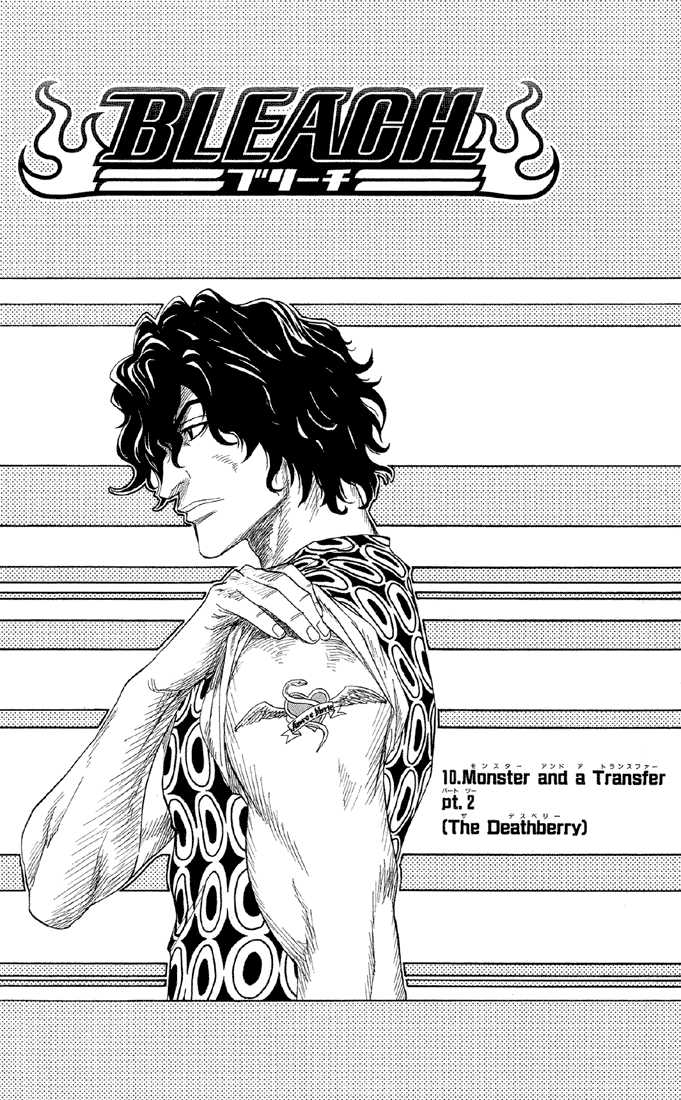 BLEACH
ブリーチ
モンスター アンド ア トランスファー
10.Monster and a Transfer
パート ツー
pt. 2
ザ デスベリー
(The Deathberry)